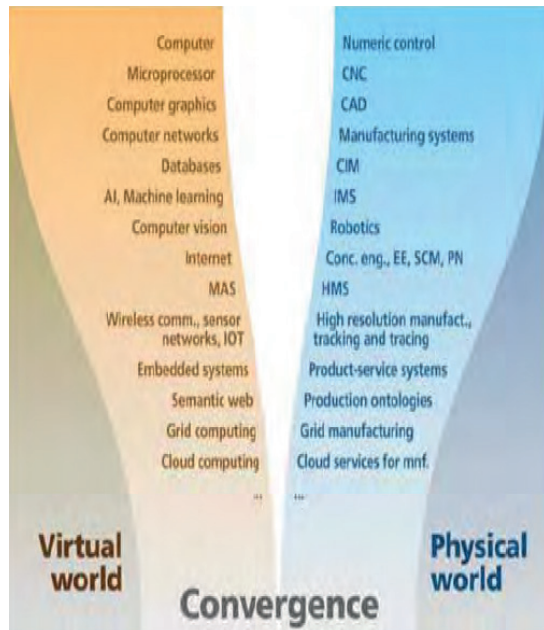 Computer
Numeric control
Microprocessor
CNC
Computer graphics
CAD
Computer networks
Manufacturing systems
Databases
CIM
AI, Machine learning
IMS
Computer vision
Robotics
Internet
Conc. eng., EE, SCM, PN
MAS
HMS
Wireless comm., sensor
networks, IOT
High resolution manufact.,
tracking and tracing
Embedded systems
Product-service systems
Semantic web
Production ontologies
Grid computing
Grid manufacturing
Cloud computing
Cloud services for mnf.
...
...
Virtual
world
Physical
world
Convergence